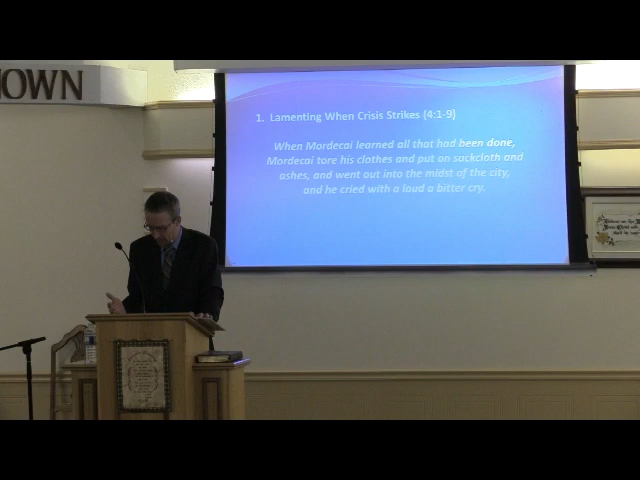 NOWN
1. Lamenting When Crisis Strikes (4:1-9)
When Mordecai learned all that had been done,
Mordecai tore his clothes and put on sackcloth and
ashes, and went out into the midst of the city,
and he cried with a loud a bitter cry.